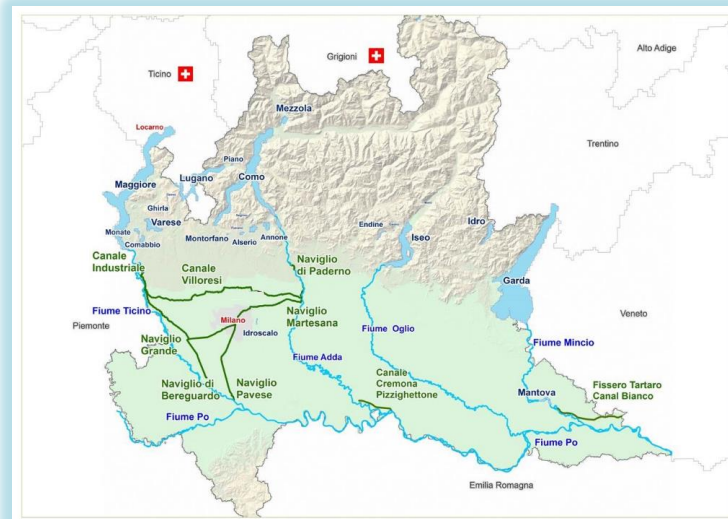 Grigioni
Alto Adige
Ticino
Mezzola
Locarno
Trentino
Piano
Lugano
Como
Maggiore
Ghirla
Varese
Endine
Idro
Monate
Comabbio
Montorfano
Alserio
Annone
Iseo
Canale
Industriale
Canale
Villoresi
Naviglio
di Paderno
Garda
Fiume Ticino
Piemonte
Milano
Idroscalo
Naviglio
Martesana
Fiume Oglio
Veneto
Naviglio
Grande
Fiume Adda
Fiume Mincio
Naviglio di
Bereguardo
Naviglio
Pavese
Canale
Cremona
Pizzighettone
Mantova
Fissero Tartaro
Canal Bianco
Fiume Po
Fiume Po
Emilia Romagna